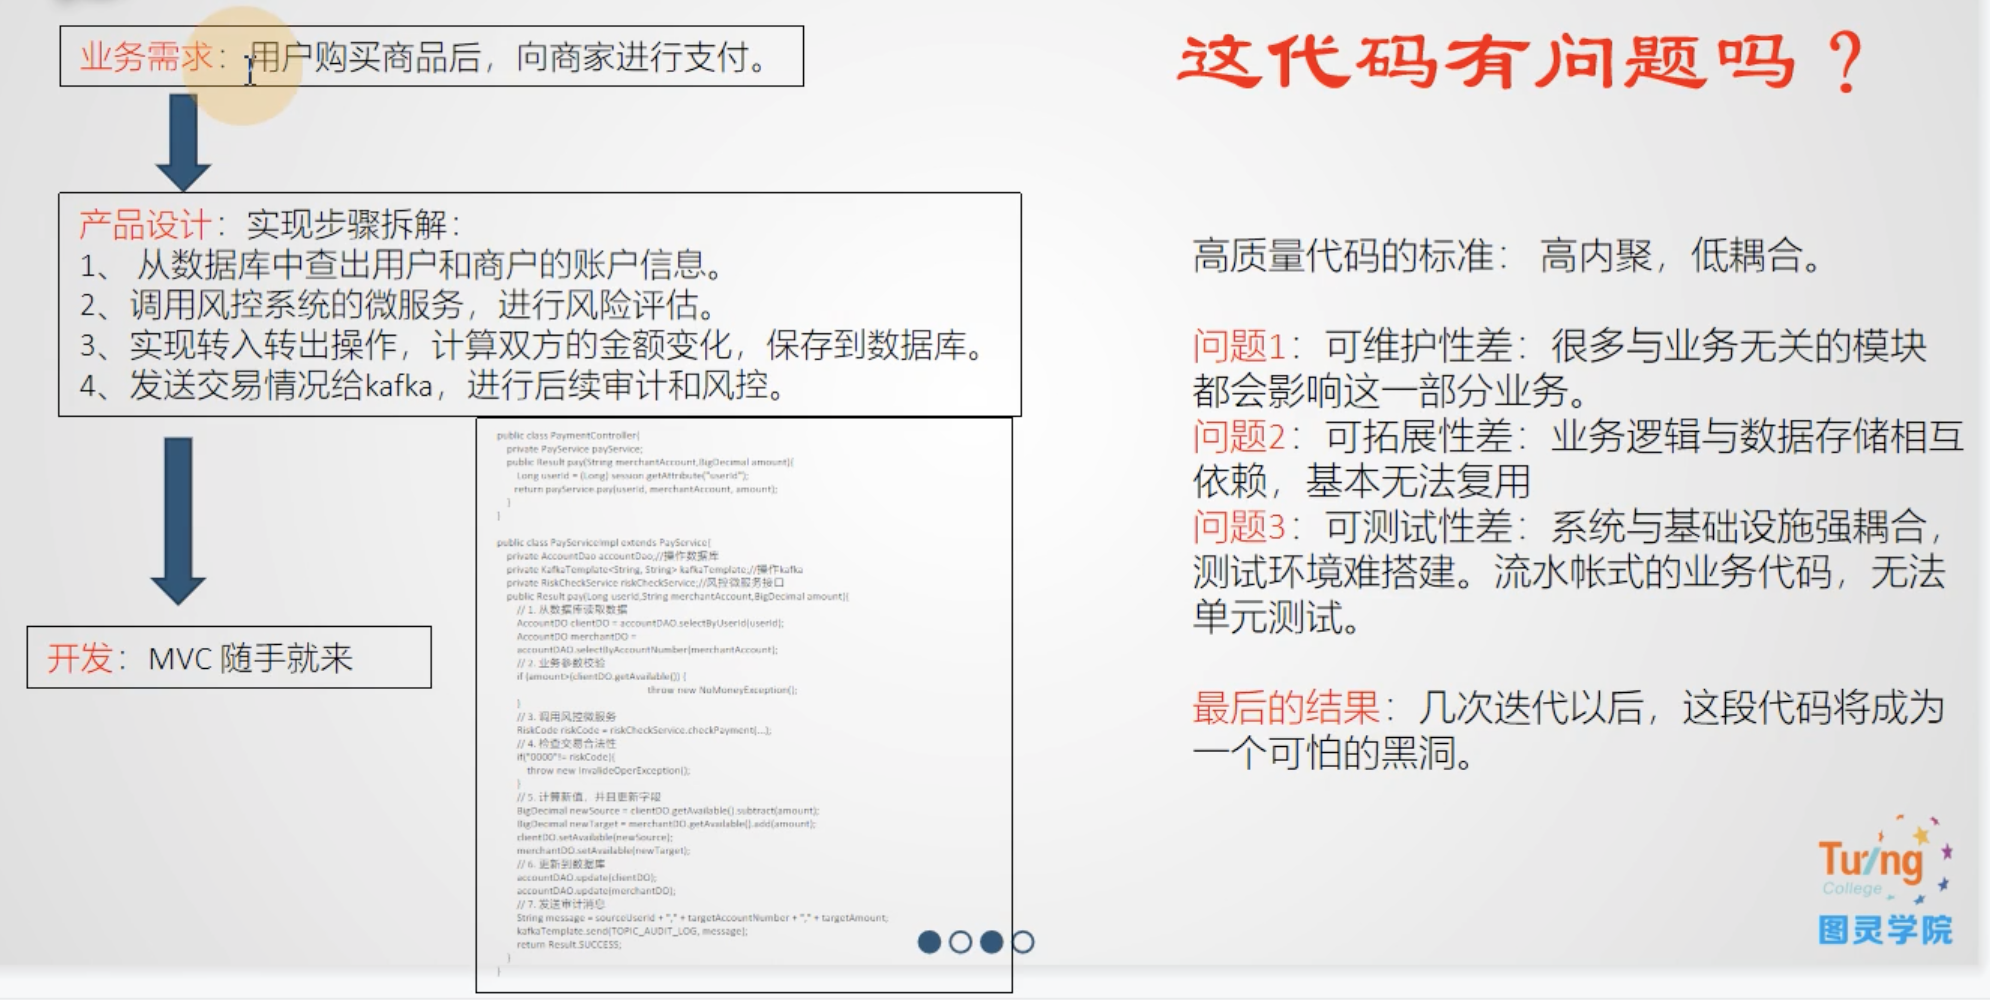 业务需求：用户购买商品后，向商家进行支付。
这代码有问题吗？
产品设计：实现步骤拆解：
1、 从数据库中查出用户和商户的账户信息。
2、调用风控系统的微服务，进行风险评估。
3、实现转入转出操作，计算双方的金额变化，保存到数据库。
4、发送交易情况给kafka，进行后续审计和风控。
开发：MVC 随手就来
public class PaymentController{
private PayService payService;
public Result pay(String merchantAccount,BigDecimal amount){
Long userId = (Long) session.getAttribute("userId");
return payService.pay(userId, merchantAccount, amount);
}
}
public class PayServiceImpl extends PayService{
private AccountDao accountDao;//操作数据库
private KafkaTemplate<String, String> kafkaTemplate;//操作kafka
private RiskCheckService riskCheckService;//风控微服务接口
public Result pay(Long userId,String merchantAccount,BigDecimal amount){
// 1. 从数据库读取数据
AccountDO clientDO = accountDAO.selectByUserId(userId);
AccountDO merchantDO =
accountDAO.selectByAccountNumber(merchantAccount);
// 2. 业务参数校验
if (amount>(clientDO.getAvailable()) {
throw new NoMoneyException();
}
// 3. 调用风控微服务
RiskCode riskCode = riskCheckService.checkPayment(...);
// 4. 检查交易合法性
if("0000"!= riskCode){
throw new InvalideOperException();
}
// 5. 计算新值，并且更新字段
BigDecimal newSource = clientDO.getAvailable().subtract(amount);
BigDecimal newTarget = merchantDO.getAvailable().add(amount);
clientDO.setAvailable(newSource);
merchantDO.setAvailable(newTarget);
// 6. 更新到数据库
accountDAO.update(clientDO);
accountDAO.update(merchantDO);
// 7. 发送审计消息
String message = sourceUserId + "," + targetAccountNumber + "," + targetAmount;
kafkaTemplate.send(TOPIC_AUDIT_LOG, message);
return Result.SUCCESS;
}
}
高质量代码的标准： 高内聚，低耦合。
问题1：可维护性差：很多与业务无关的模块
都会影响这一部分业务。
问题2：可拓展性差：业务逻辑与数据存储相互
依赖，基本无法复用
问题3：可测试性差：系统与基础设施强耦合，
测试环境难搭建。流水帐式的业务代码，无法
单元测试。
最后的结果：几次迭代以后，这段代码将成为
一个可怕的黑洞。
Turing
College
图灵学院